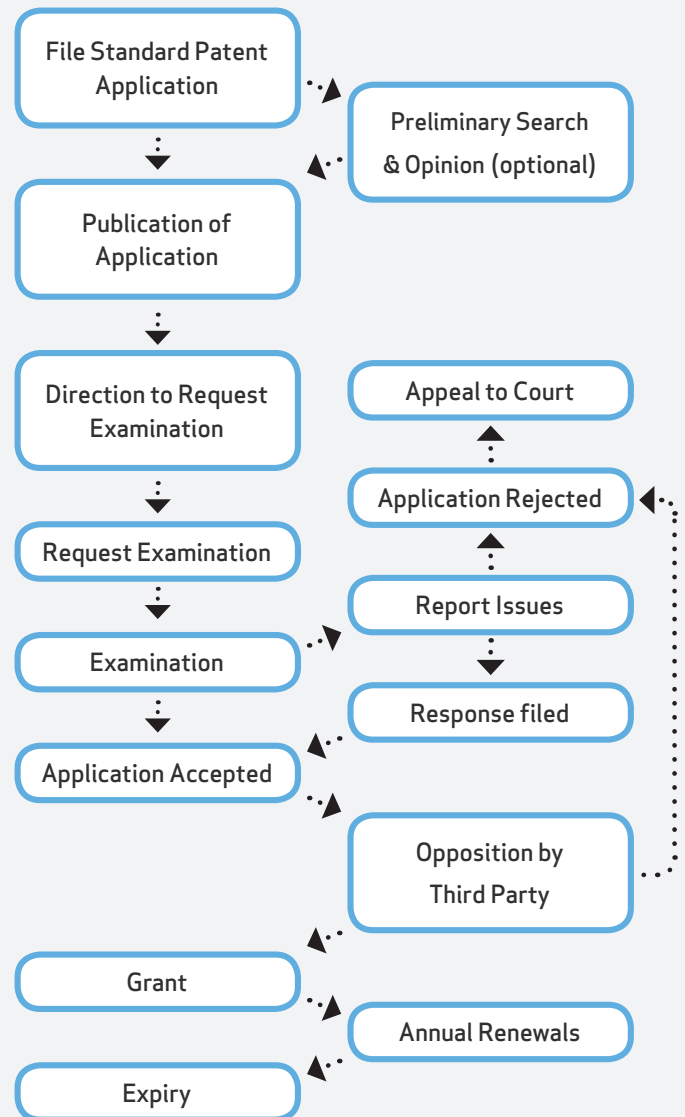 File Standard Patent
Application
Preliminary Search
& Opinion (optional)
Publication of
Application
Direction to Request
Examination
Appeal to Court
Application Rejected
Request Examination
Report Issues
Examination
Response filed
Application Accepted
Opposition by
Third Party
Grant
Annual Renewals
Expiry